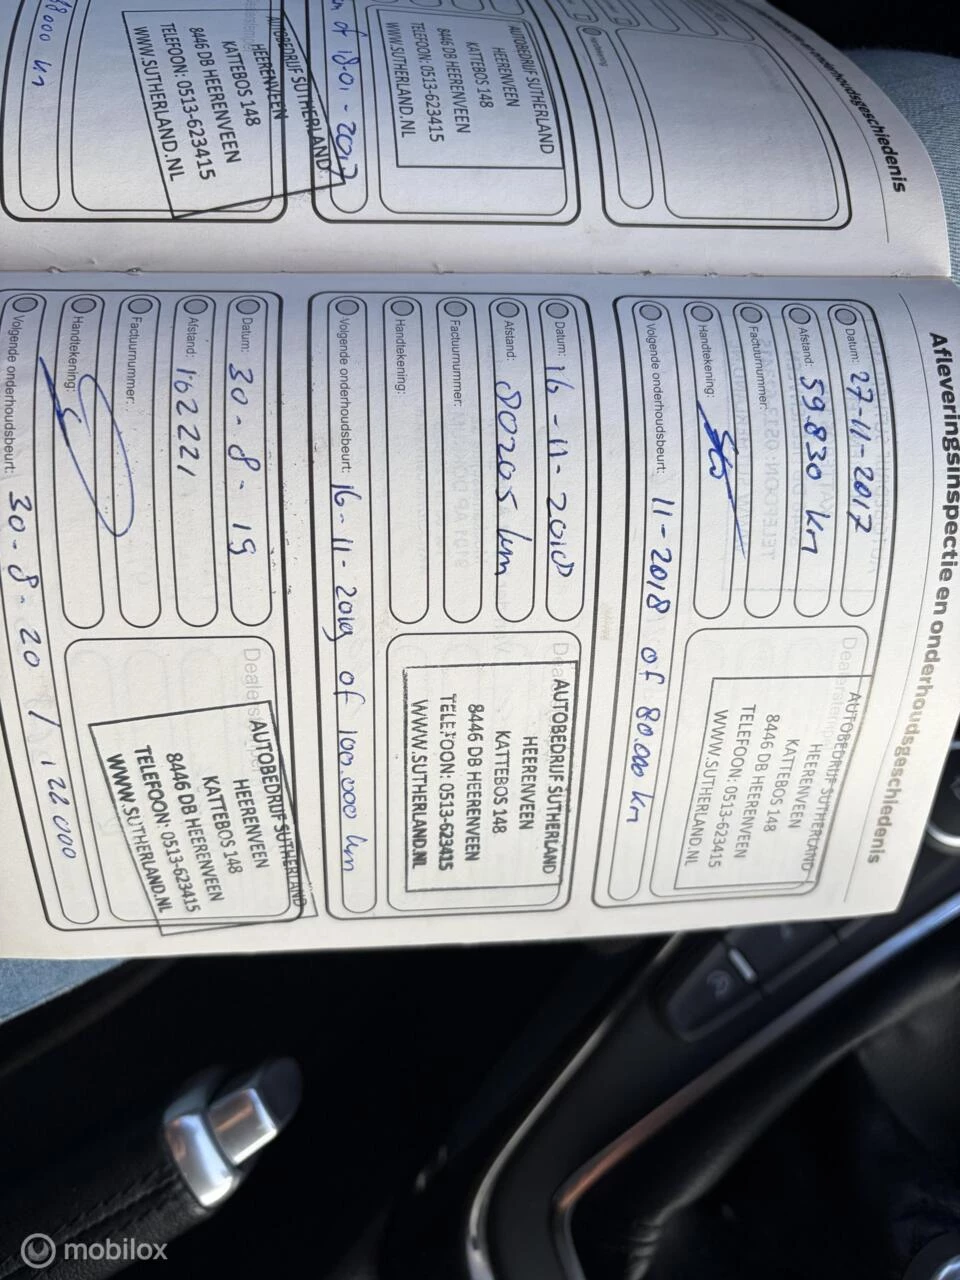 Afleveringsinspectie en onderhoudsgeschiedenis
onderhoudsgeschiedenis
AUTOBEDRIJF SUTHERLAND
HEERENVEEN
KATTEBOS 148
8446 DB HEERENVEEN
TELEFOON: 0513-623415
WWW.SUTHERLAND.NL
of 18-01-2017
AUTOBEDRIJF SUTHERLAND
HEERENVEEN
KATTEBOS 148
8446 DB HEERENVEEN
TELEFOON: 0513-623415
WWW.SUTHERLAND.NL
8000 km
Datum: 27-11-2017
Afstand: 59.830 km
Factuurnummer:
Handtekening:
Volgende onderhoudsbeurt: 11-2018 of 80.000 km
AUTOBEDRIJF SUTHERLAND
HEERENVEEN
KATTEBOS 148
8446 DB HEERENVEEN
TELEFOON: 0513-623415
WWW.SUTHERLAND.NL
Datum: 16-11-2018
Afstand: 80205 km
Factuurnummer:
Handtekening:
Volgende onderhoudsbeurt: 16-11-2019 of 100.000 km
AUTOBEDRIJF SUTHERLAND
HEERENVEEN
KATTEBOS 148
8446 DB HEERENVEEN
TELEFOON: 0513-623415
WWW.SUTHERLAND.NL
Datum: 30-8-19
Afstand: 102221
Factuurnummer:
Handtekening:
Volgende onderhoudsbeurt: 30-8-20 / 122000
AUTOBEDRIJF SUTHERLAND
HEERENVEEN
KATTEBOS 148
8446 DB HEERENVEEN
TELEFOON: 0513-623415
WWW.SUTHERLAND.NL
mobilox